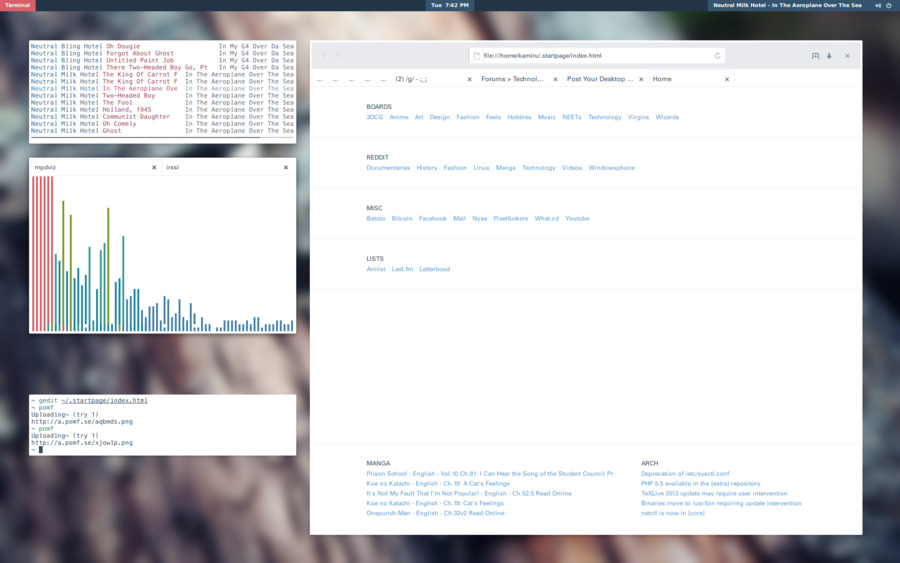 Terminal
Tue 7:42 PM
Neutral Milk Hotel - In The Aeroplane Over The Sea
Neutral Bling Hotel Oh Dougie In My G4 Over Da Sea
Neutral Bling Hotel Forgot About Ghost In My G4 Over Da Sea
Neutral Bling Hotel Untitled Paint Job In My G4 Over Da Sea
Neutral Bling Hotel There Two-Headed Boy Go, Pt In My G4 Over Da Sea
Neutral Milk Hotel The King Of Carrot F In The Aeroplane Over The Sea
Neutral Milk Hotel The King Of Carrot F In The Aeroplane Over The Sea
Neutral Milk Hotel In The Aeroplane Ove In The Aeroplane Over The Sea
Neutral Milk Hotel Two-Headed Boy In The Aeroplane Over The Sea
Neutral Milk Hotel The Fool In The Aeroplane Over The Sea
Neutral Milk Hotel Holland, 1945 In The Aeroplane Over The Sea
Neutral Milk Hotel Communist Daughter In The Aeroplane Over The Sea
Neutral Milk Hotel Oh Comely In The Aeroplane Over The Sea
Neutral Milk Hotel Ghost In The Aeroplane Over The Sea
mpdviz × irssi ×
~ gedit ~/.startpage/index.html
~ pomf
Uploading~ (try 1)
http://a.pomf.se/aqbmds.png
~ pomf
Uploading~ (try 1)
http://a.pomf.se/xjowlp.png
~
file:///home/kamiru/.startpage/index.html
... ... ... ... ... (2) /g/ - ;_; × Forums > Technol... × Post Your Desktop ... × Home ×
BOARDS
3DCG Anime Art Design Fashion Feels Hobbies Music NEETs Technology Virgins Wizards
REDDIT
Documentaries History Fashion Linux Manga Technology Videos Windowsphone
MISC
Batoto Bitcoin Facebook Mail Nyaa Pixelfuckers What.cd Youtube
LISTS
Anilist Last.fm Letterboxd
MANGA
Prison School - English - Vol.10 Ch.91: I Can Hear the Song of the Student Council Pr
Koe no Katachi - English - Ch.19: A Cat's Feelings
It's Not My Fault That I'm Not Popular! - English - Ch.52.5 Read Online
Koe no Katachi - English - Ch.19: Cat's Feelings
Onepunch-Man - English - Ch.32v2 Read Online
ARCH
Deprecation of /etc/sysctl.conf
PHP 5.5 available in the [extra] repository
TeXLive 2013 update may require user intervention
Binaries move to /usr/bin requiring update intervention
netctl is now in [core]